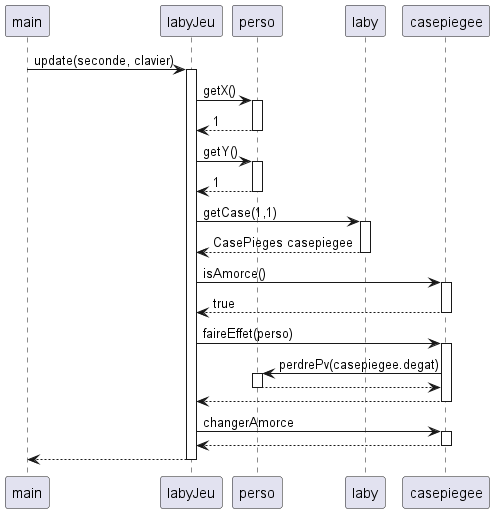 main labyJeu perso laby casepiegee
update(seconde, clavier)
getX()
1
getY()
1
getCase(1,1)
CasePieges casepiegee
isAmorce()
true
faireEffet(perso)
perdrePv(casepiegee.degat)
changerAmorce
main labyJeu perso laby casepiegee